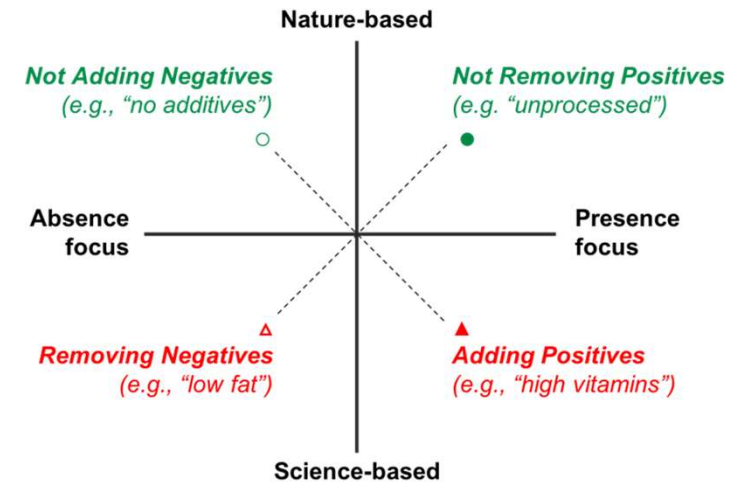 Nature-based
Not Adding Negatives
(e.g., “no additives”)
Not Removing Positives
(e.g. “unprocessed”)
Absence
focus
Presence
focus
Removing Negatives
(e.g., “low fat”)
Adding Positives
(e.g., “high vitamins”)
Science-based